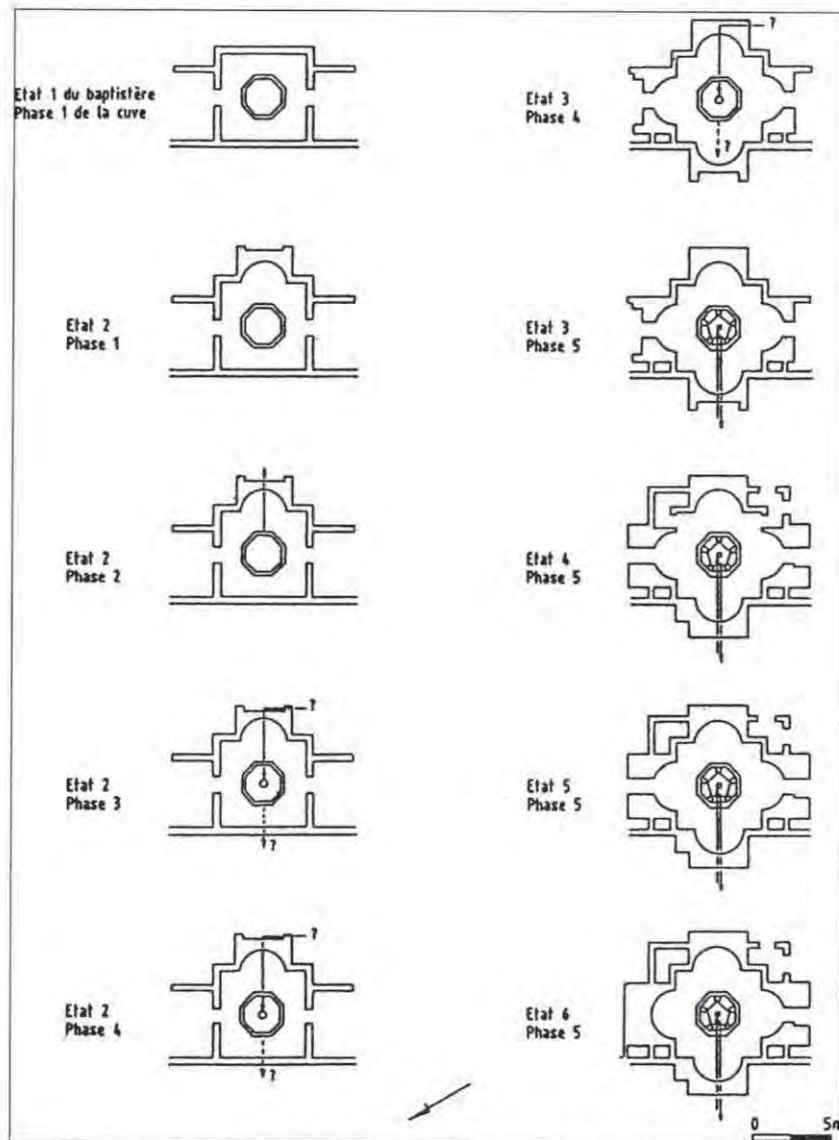 Etat 1 du baptistère
Phase 1 de la cuve
Etat 2
Phase 1
Etat 2
Phase 2
?
Etat 2
Phase 3
?
?
Etat 2
Phase 4
?
?
Etat 3
Phase 4
?
Etat 3
Phase 5
Etat 4
Phase 5
Etat 5
Phase 5
Etat 6
Phase 5
0 5m